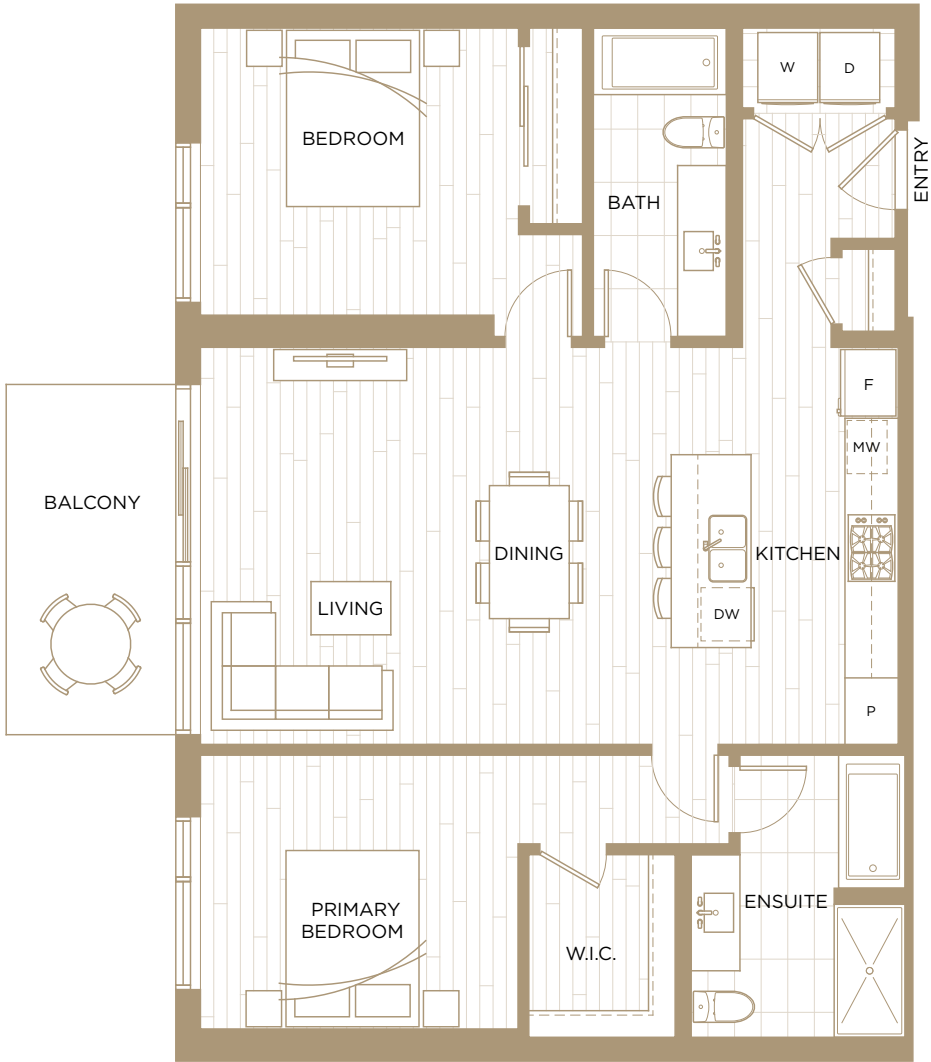 W
D
BEDROOM
ENTRY
BATH
F
MW
BALCONY
DINING
KITCHEN
LIVING
DW
P
ENSUITE
PRIMARY
BEDROOM
W.I.C.